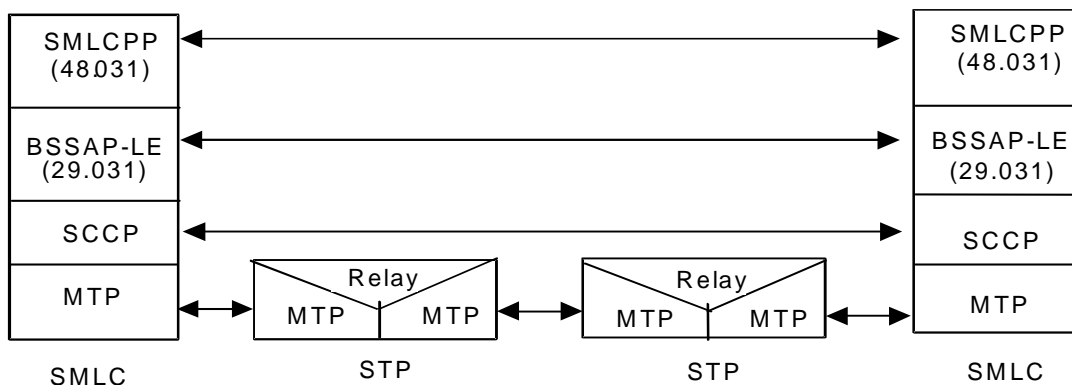 SMLCPP
(48.031)
SMLCPP
(48.031)
BSSAP-LE
(29.031)
BSSAP-LE
(29.031)
SCCP
SCCP
Relay
Relay
MTP
MTP
MTP
MTP
MTP
MTP
SMLC
STP
STP
SMLC